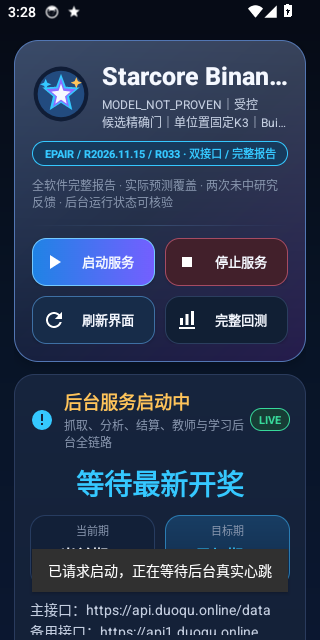 3:28
Starcore Binan…
MODEL_NOT_PROVEN｜受控
候选精确门｜单位置固定K3｜Bui…
EPAIR / R2026.11.15 / R033 · 双接口 / 完整报告
全软件完整报告 · 实际预测覆盖 · 两次未中研究
反馈 · 后台运行状态可核验
启动服务
停止服务
刷新界面
完整回测
后台服务启动中
LIVE
抓取、分析、结算、教师与学习后
台全链路
等待最新开奖
当前期
目标期
已请求启动，正在等待后台真实心跳
主接口：https://api.duoqu.online/data
备用接口：https://api1.duoqu.online